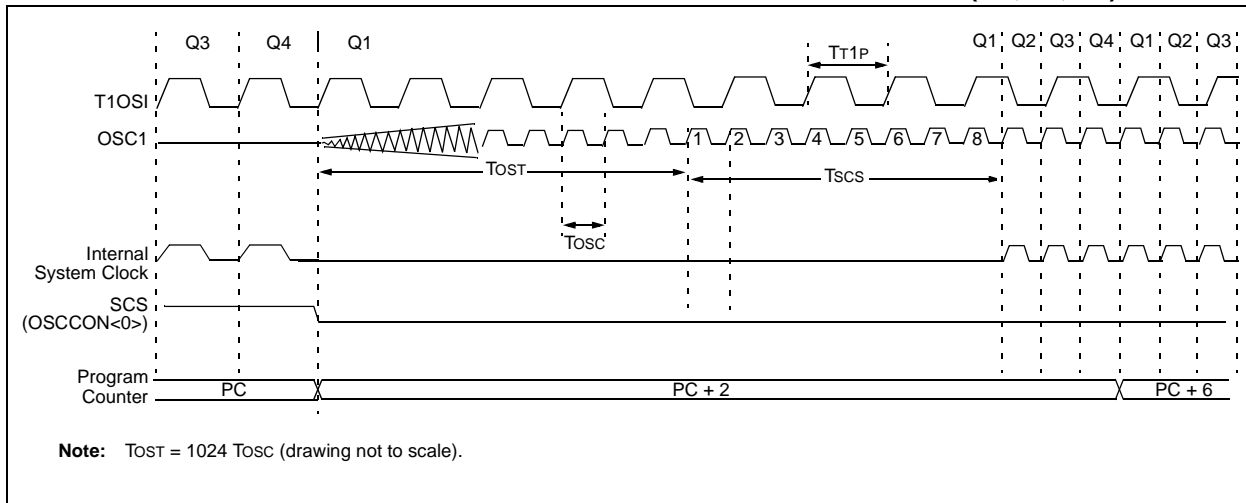 Q3 Q4 Q1 Q1 Q2 Q3 Q4 Q1 Q2 Q3
TT1P
T1OSI
OSC1
1 2 3 4 5 6 7 8
TOST
TSCS
TOSC
Internal
System Clock
SCS
(OSCCON<0>)
Program
Counter
PC
PC + 2
PC + 6
Note: TOST = 1024 TOSC (drawing not to scale).